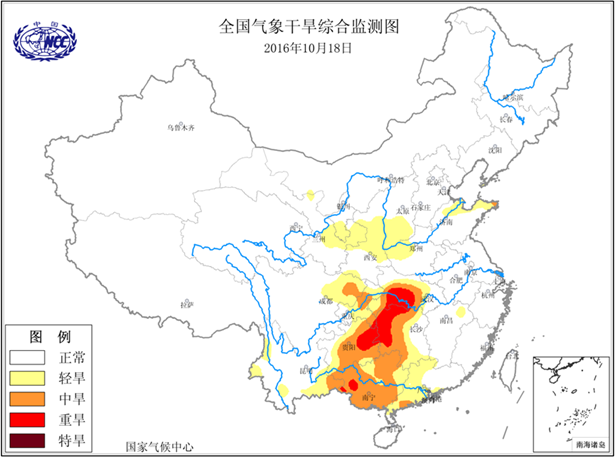 中国
NCC
全国气象干旱综合监测图
2016年10月18日
哈尔滨
长春
乌鲁木齐
沈阳
呼和浩特
北京
天津
银川
太原
石家庄
济南
西宁
兰州
郑州
西安
南京
合肥
拉萨
成都
武汉
杭州
重庆
长沙
南昌
贵阳
福州
台北
昆明
南宁
海口
图 例
正常
轻旱
中旱
重旱
特旱
国家气候中心
南海诸岛